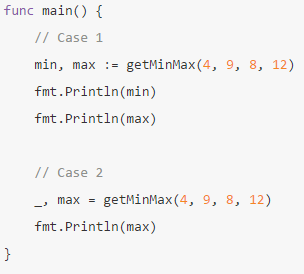 func main() {
    // Case 1
    min, max := getMinMax(4, 9, 8, 12)
    fmt.Println(min)
    fmt.Println(max)

    // Case 2
    _, max = getMinMax(4, 9, 8, 12)
    fmt.Println(max)
}